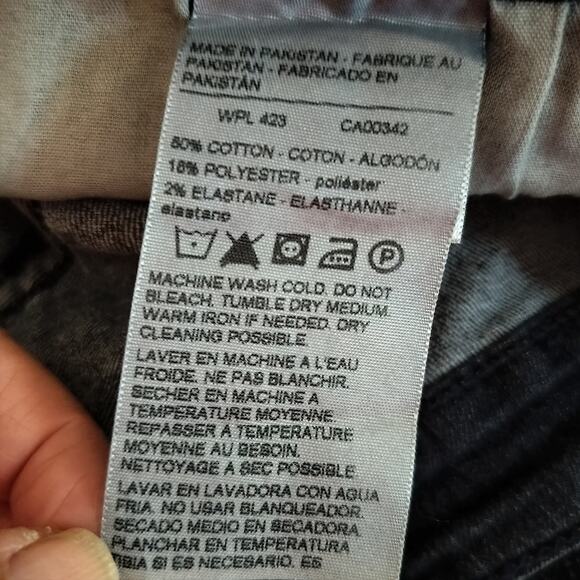 MADE IN PAKISTAN - FABRIQUE AU
PAKISTAN - FABRICADO EN
PAKISTÁN
WPL 423 CA00342
80% COTTON - COTON - ALGODÓN
18% POLYESTER - poliéster
2% ELASTANE - ELASTHANNE -
elastano
P
MACHINE WASH COLD. DO NOT
BLEACH. TUMBLE DRY MEDIUM.
WARM IRON IF NEEDED. DRY
CLEANING POSSIBLE
LAVER EN MACHINE A L'EAU
FROIDE. NE PAS BLANCHIR.
SECHER EN MACHINE A
TEMPERATURE MOYENNE.
REPASSER A TEMPERATURE
MOYENNE AU BESOIN.
NETTOYAGE A SEC POSSIBLE
LAVAR EN LAVADORA CON AGUA
FRIA. NO USAR BLANQUEADOR.
SECADO MEDIO EN SECADORA.
PLANCHAR EN TEMPERATURA
SI ES NECESARIO. ES